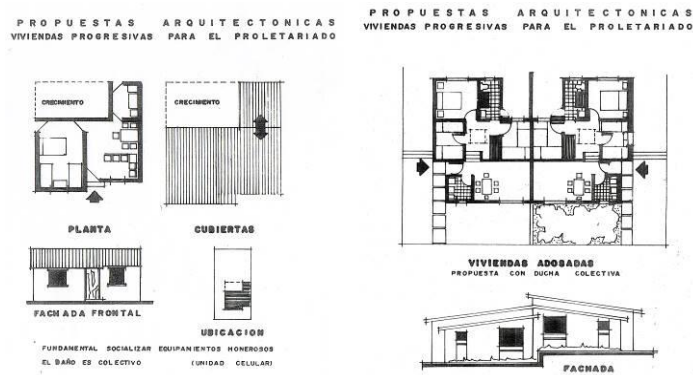 PROPUESTAS ARQUITECTONICAS
VIVIENDAS PROGRESIVAS PARA EL PROLETARIADO
CRECIMIENTO
CRECIMIENTO
PLANTA
CUBIERTAS
FACHADA FRONTAL
UBICACION
FUNDAMENTAL SOCIALIZAR EQUIPAMIENTOS HONEROSOS
EL BAÑO ES COLECTIVO (UNIDAD CELULAR)
PROPUESTAS ARQUITECTONICAS
VIVIENDAS PROGRESIVAS PARA EL PROLETARIADO
VIVIENDAS ADOSADAS
PROPUESTA CON DUCHA COLECTIVA
FACHADA